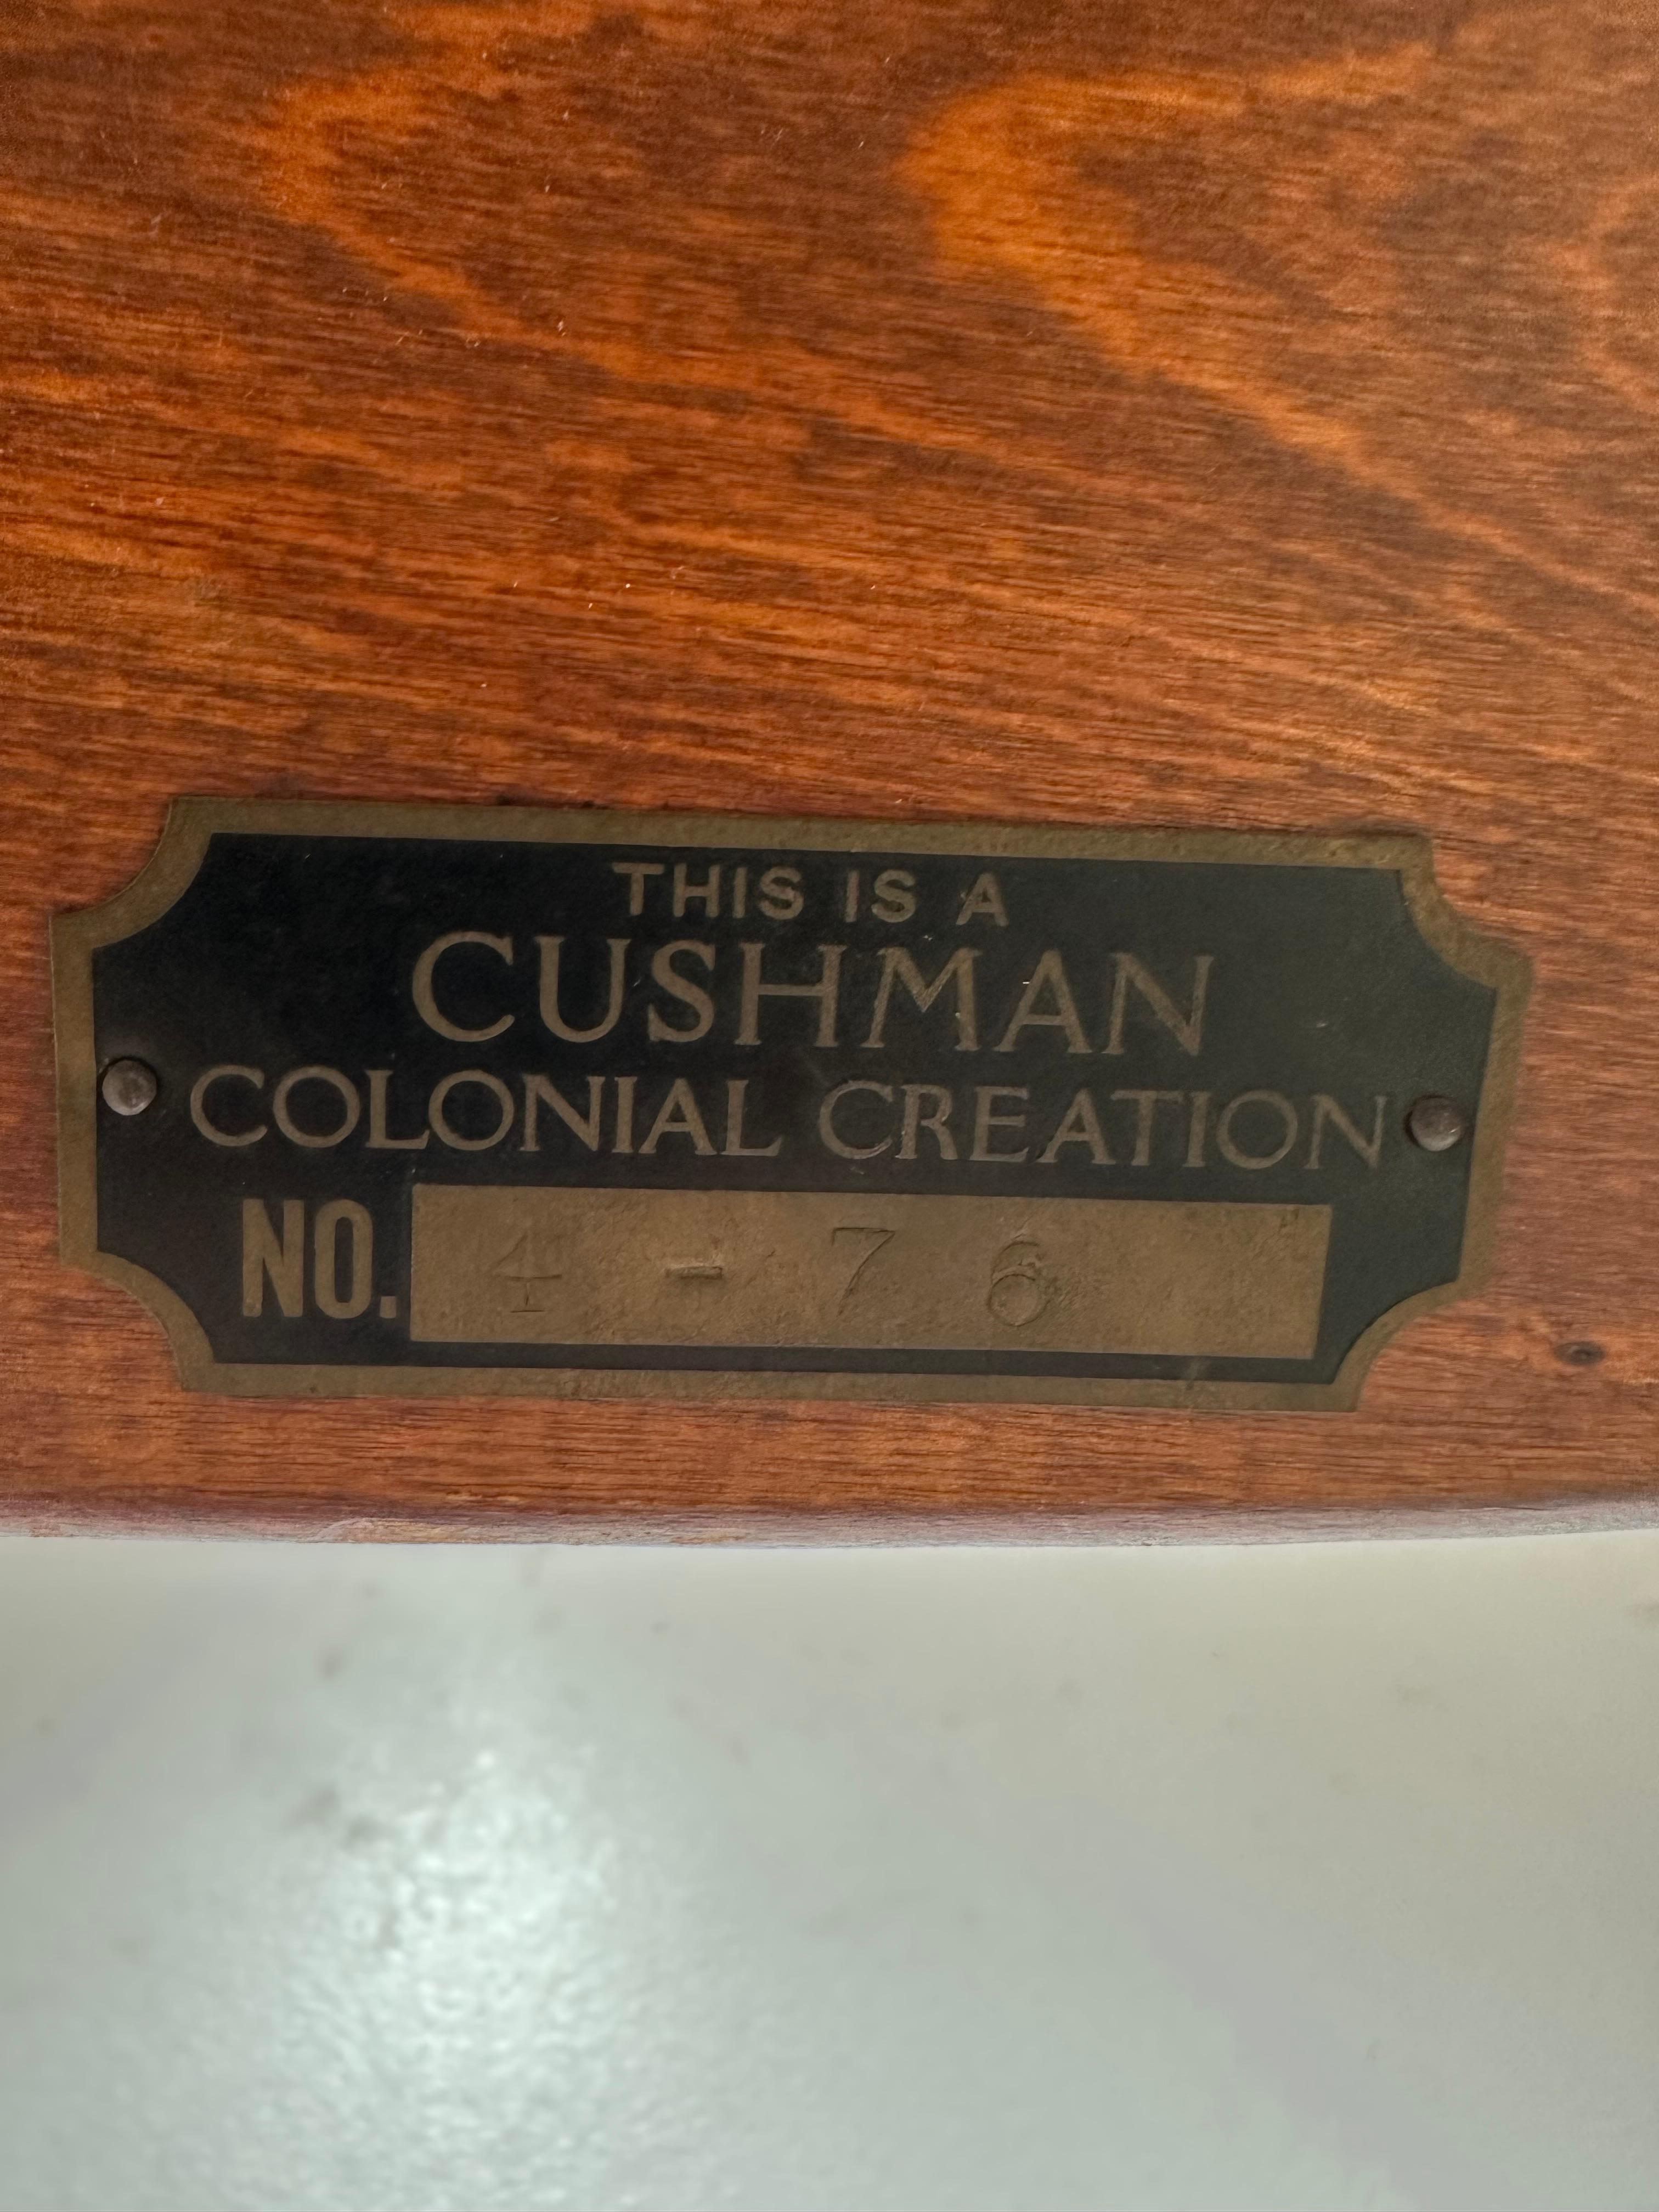 THIS IS A
CUSHMAN
COLONIAL CREATION
NO. 4 - 76